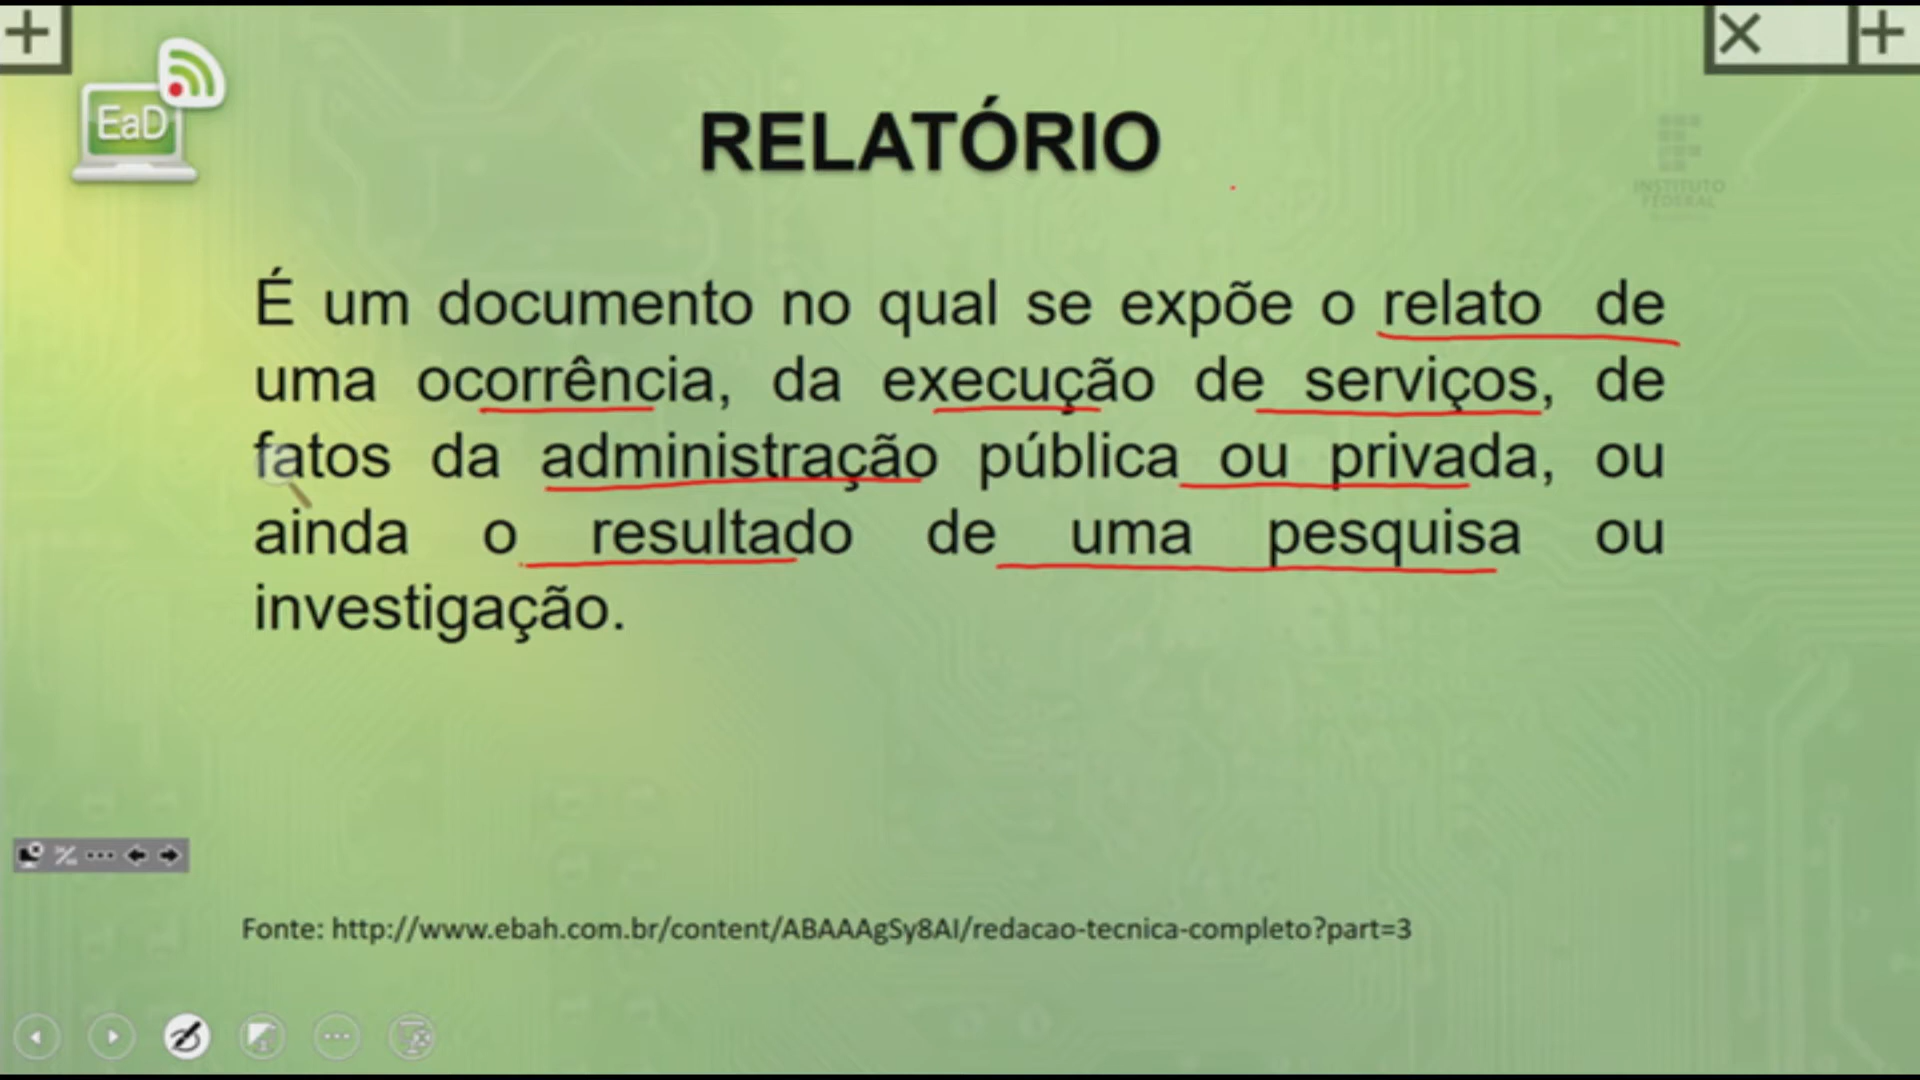 EaD
RELATÓRIO
INSTITUTO
FEDERAL
É um documento no qual se expõe o relato de
uma ocorrência, da execução de serviços, de
fatos da administração pública ou privada, ou
ainda o resultado de uma pesquisa ou
investigação.
Fonte: http://www.ebah.com.br/content/ABAAAgSy8AI/redacao-tecnica-completo?part=3